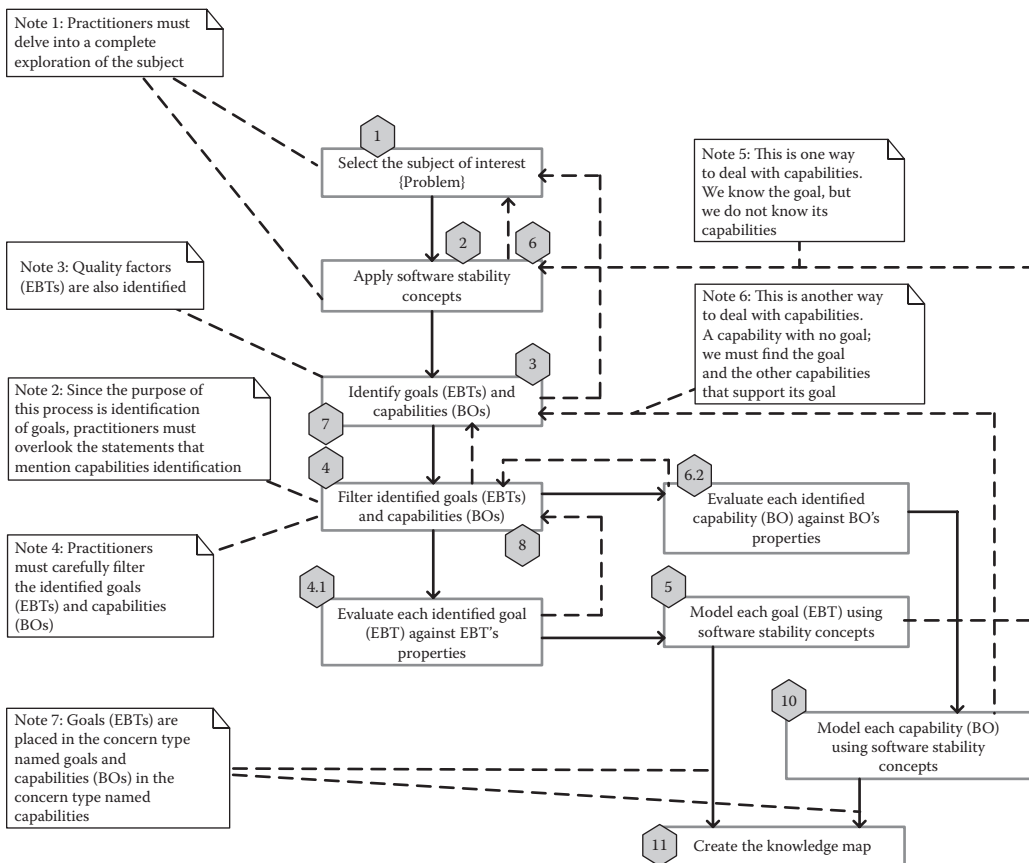 Note 1: Practitioners must
delve into a complete
exploration of the subject
1
Select the subject of interest
{Problem}
Note 5: This is one way
to deal with capabilities.
We know the goal, but
we do not know its
capabilities
2
6
Apply software stability
concepts
Note 3: Quality factors
(EBTs) are also identified
Note 6: This is another way
to deal with capabilities.
A capability with no goal;
we must find the goal
and the other capabilities
that support its goal
3
Identify goals (EBTs) and
capabilities (BOs)
7
Note 2: Since the purpose of
this process is identification
of goals, practitioners must
overlook the statements that
mention capabilities identification
4
Filter identified goals (EBTs)
and capabilities (BOs)
8
6.2
Evaluate each identified
capability (BO) against BO's
properties
Note 4: Practitioners
must carefully filter
the identified goals
(EBTs) and capabilities
(BOs)
4.1
Evaluate each identified goal
(EBT) against EBT's
properties
5
Model each goal (EBT) using
software stability concepts
10
Model each capability (BO)
using software stability
concepts
Note 7: Goals (EBTs) are
placed in the concern type
named goals and
capabilities (BOs) in the
concern type named
capabilities
11
Create the knowledge map